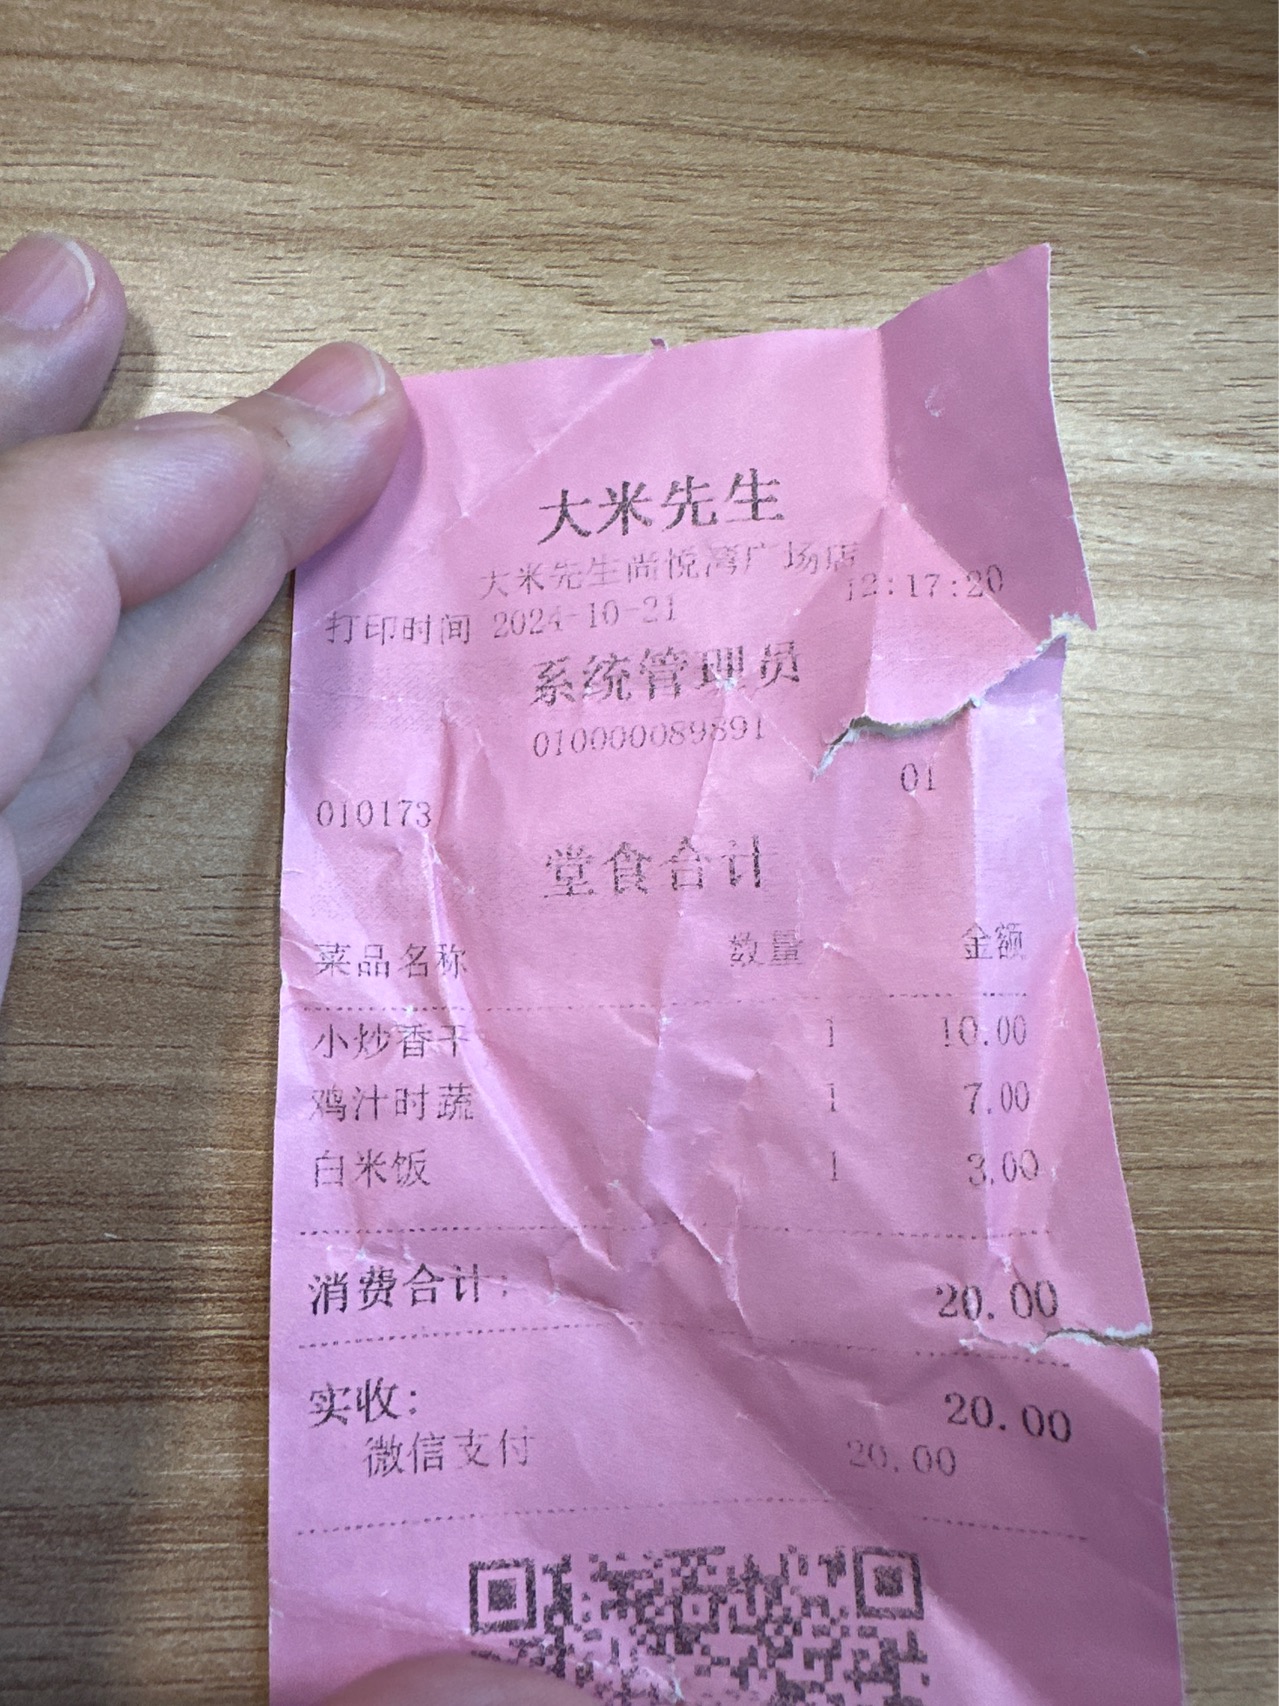 大米先生
大米先生尚悦湾广场店
打印时间 2024-10-21 12:17:20
系统管理员
010000089891
010173 01
堂食合计
菜品名称 数量 金额
小炒香干 1 10.00
鸡汁时蔬 1 7.00
白米饭 1 3.00
消费合计: 20.00
实收: 20.00
微信支付 20.00